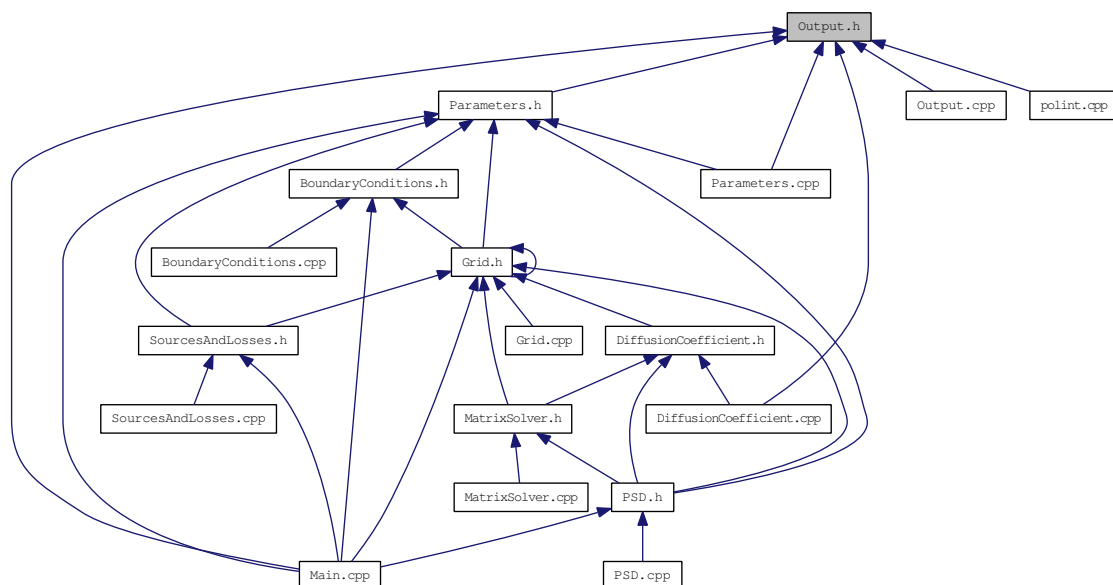 Output.h
Parameters.h
Output.cpp
polint.cpp
BoundaryConditions.h
Parameters.cpp
BoundaryConditions.cpp
Grid.h
SourcesAndLosses.h
Grid.cpp
DiffusionCoefficient.h
SourcesAndLosses.cpp
MatrixSolver.h
DiffusionCoefficient.cpp
MatrixSolver.cpp
PSD.h
Main.cpp
PSD.cpp